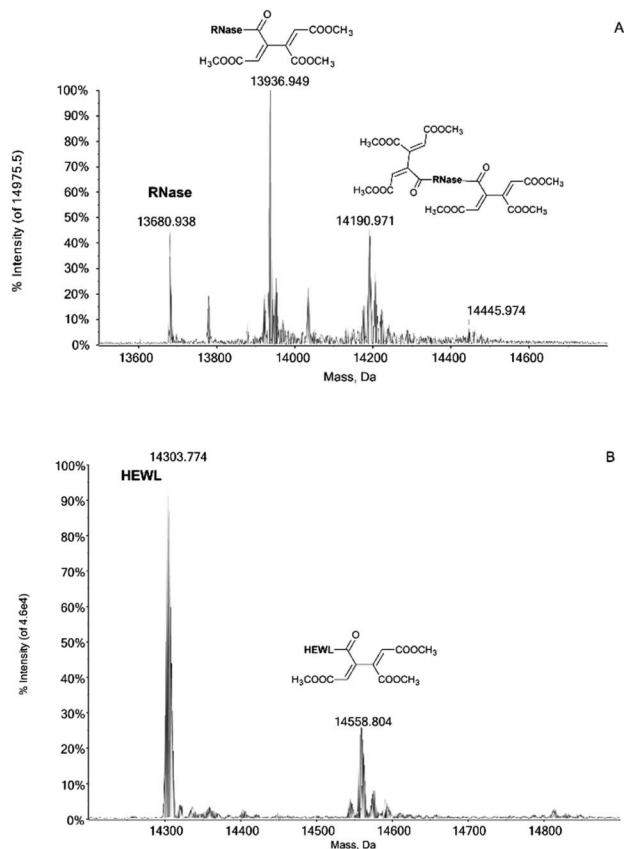 A
RNase
O
COOCH₃
H₃COOC
COOCH₃
13936.949
100%
90%
80%
70%
60%
50%
40%
30%
20%
10%
0%
% Intensity (of 14975.5)
RNase
13680.938
H₃COOC
COOCH₃
H₃COOC
O
RNase
O
COOCH₃
H₃COOC
COOCH₃
14190.971
14445.974
13600 13800 14000 14200 14400 14600
Mass, Da
B
14303.774
HEWL
100%
90%
80%
70%
60%
50%
40%
30%
20%
10%
0%
% Intensity (of 4.6e4)
HEWL
O
COOCH₃
H₃COOC
COOCH₃
14558.804
14300 14400 14500 14600 14700 14800
Mass, Da